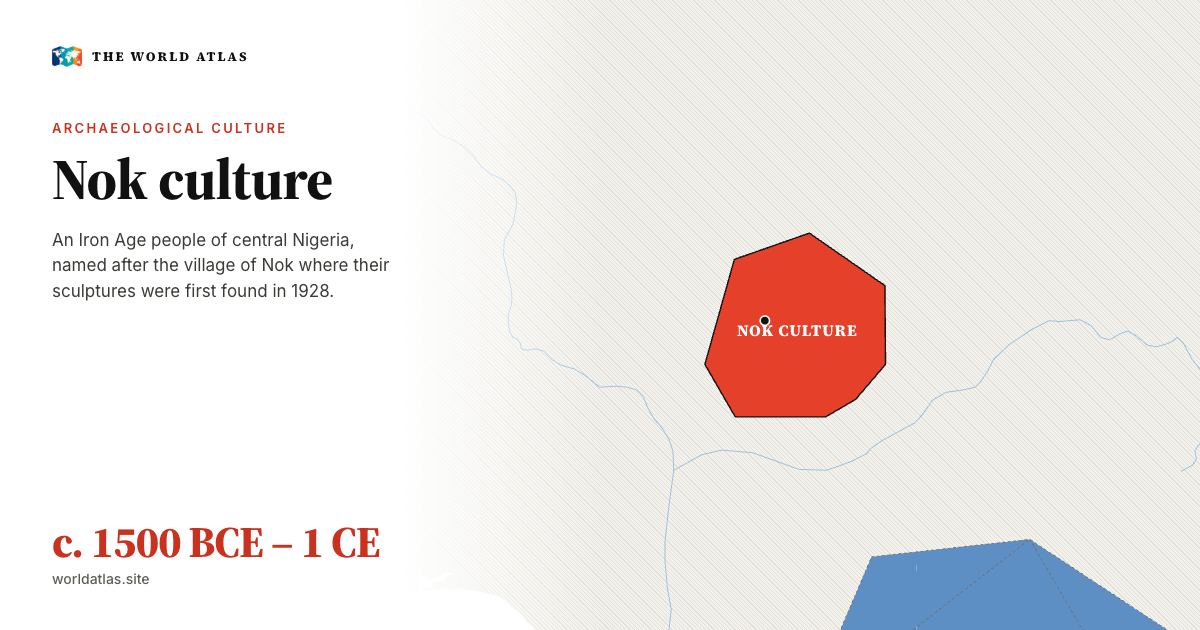 THE WORLD ATLAS
ARCHAEOLOGICAL CULTURE
Nok culture
An Iron Age people of central Nigeria,
named after the village of Nok where their
sculptures were first found in 1928.
NOK CULTURE
c. 1500 BCE – 1 CE
worldatlas.site